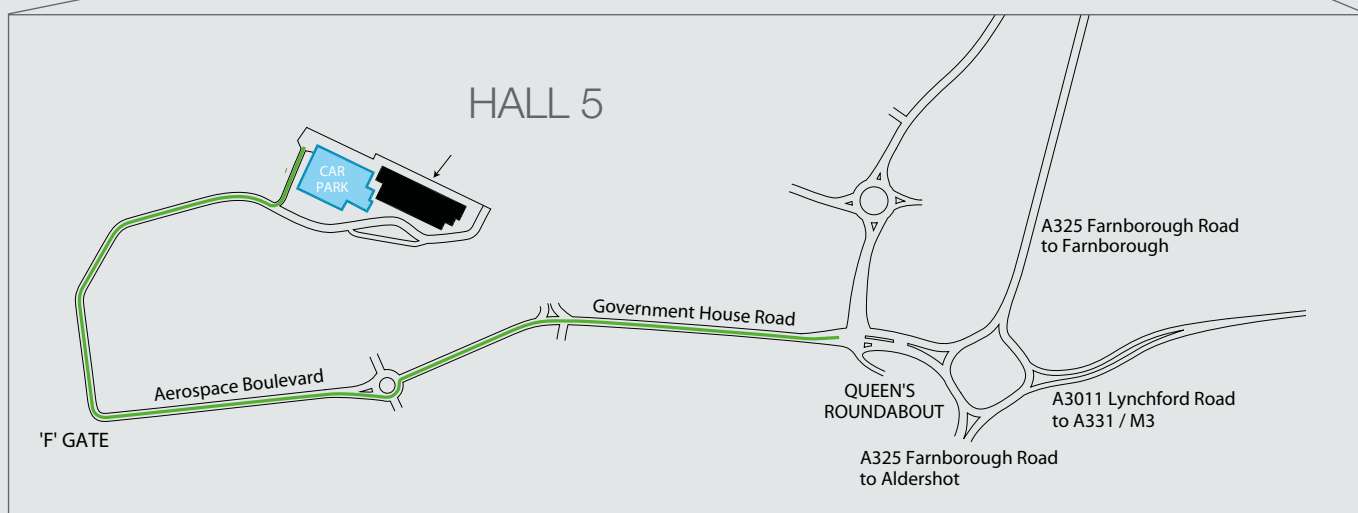 HALL 5
CAR
PARK
A325 Farnborough Road
to Farnborough
Government House Road
Aerospace Boulevard
QUEEN'S
ROUNDABOUT
A3011 Lynchford Road
to A331 / M3
'F' GATE
A325 Farnborough Road
to Aldershot